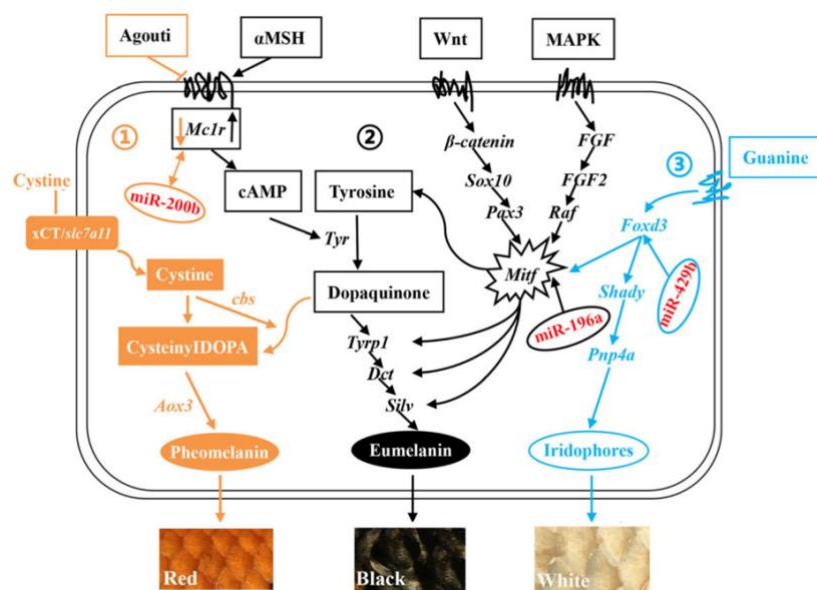 Agouti
αMSH
Wnt
MAPK
①
Mc1r
②
β-catenin
FGF
③
Guanine
Cystine
miR-200b
cAMP
Tyrosine
Sox10
FGF2
Pax3
Raf
Foxd3
xCT/slc7a11
Tyr
Cystine
cbs
Dopaquinone
Mitf
Shady
miR-429b
miR-196a
CysteinyIDOPA
Tyrp1
Dct
Pnp4a
Aox3
Silv
Pheomelanin
Eumelanin
Iridophores
Red
Black
White